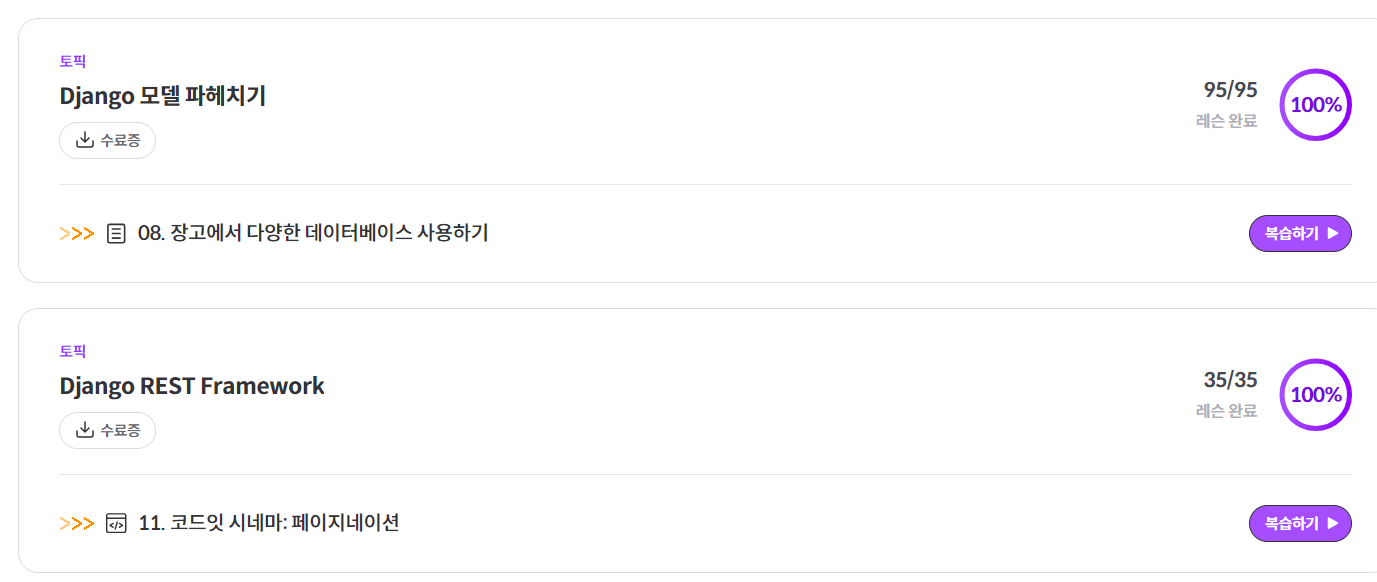 토픽
Django 모델 파헤치기
95/95
레슨 완료
100%
수료증
>>> 08. 장고에서 다양한 데이터베이스 사용하기
복습하기
토픽
Django REST Framework
35/35
레슨 완료
100%
수료증
>>> 11. 코드잇 시네마: 페이지네이션
복습하기